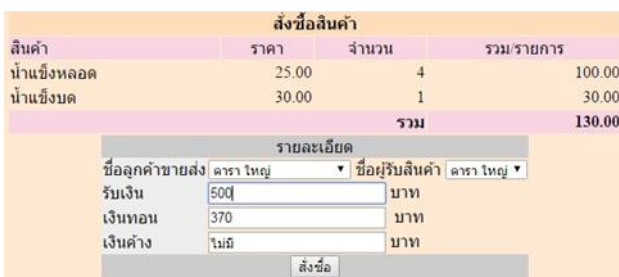 สั่งซื้อสินค้า
สินค้า ราคา จำนวน รวม/รายการ
น้ำแข็งหลอด 25.00 4 100.00
น้ำแข็งบด 30.00 1 30.00
รวม 130.00
รายละเอียด
ชื่อลูกค้าขายส่ง ดารา ใหญ่ ชื่อผู้รับสินค้า ดารา ใหญ่
รับเงิน 500 บาท
เงินทอน 370 บาท
เงินค้าง ไม่มี บาท
สั่งซื้อ